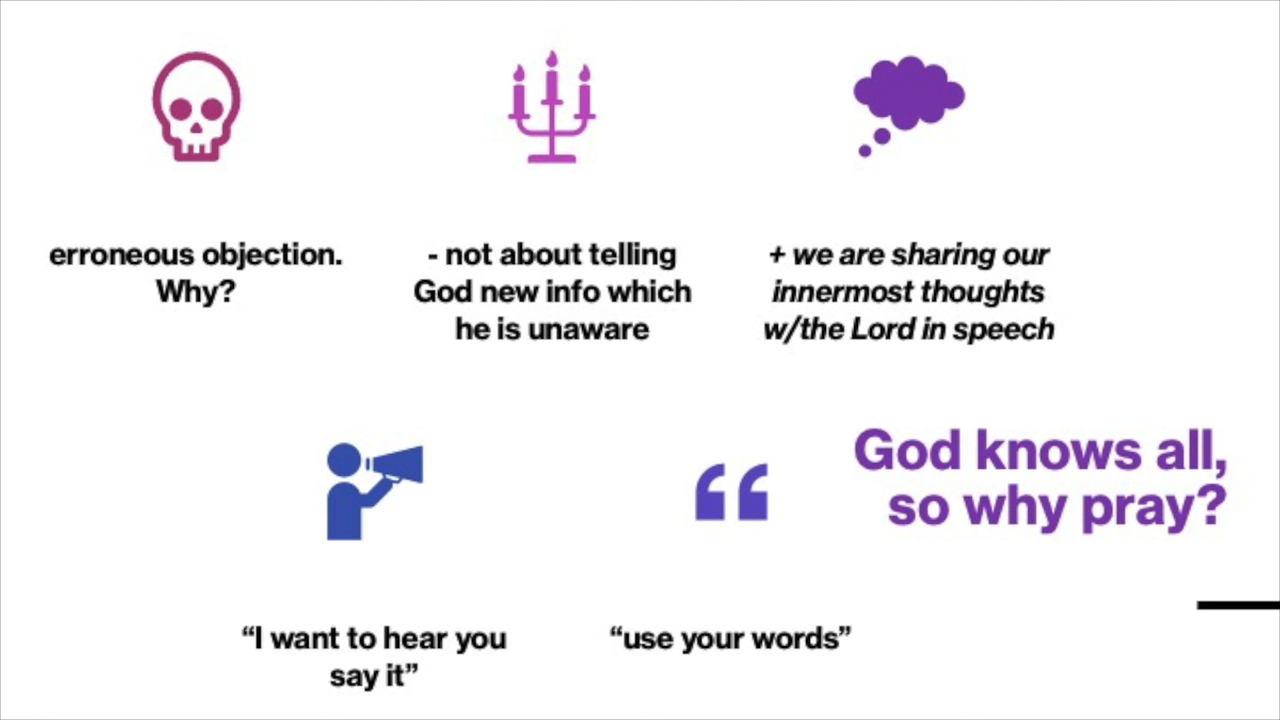 erroneous objection.
Why?
- not about telling
God new info which
he is unaware
+ we are sharing our
innermost thoughts
w/the Lord in speech
God knows all,
so why pray?
“I want to hear you
say it”
“use your words”